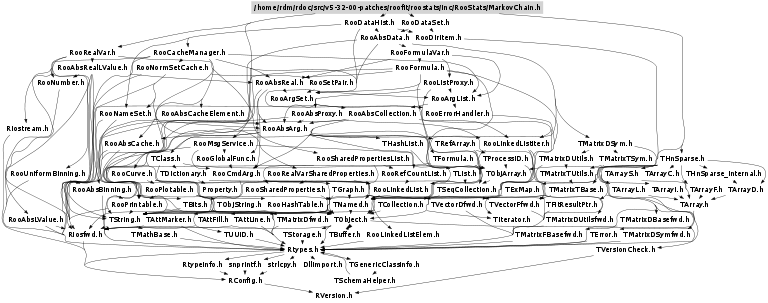 /home/rdm/rdoc/src/v5-32-00-patches/roofit/roostats/inc/RooStats/MarkovChain.h
RooDataHist.h RooDataSet.h
RooAbsData.h RooDirItem.h
RooRealVar.h RooCacheManager.h RooFormulaVar.h
RooAbsRealLValue.h RooNormSetCache.h RooFormula.h
RooNumber.h RooAbsReal.h RooSetPair.h RooListProxy.h
RooArgSet.h RooArgList.h
RooNameSet.h RooAbsCacheElement.h RooAbsProxy.h RooAbsCollection.h RooErrorHandler.h
Riostream.h RooAbsArg.h
RooAbsCache.h RooMsgService.h THashList.h TRefArray.h RooLinkedListIter.h TMatrixDSym.h
TClass.h RooGlobalFunc.h RooSharedPropertiesList.h TFormula.h TProcessID.h TMatrixDUtils.h TMatrixTSym.h THnSparse.h
RooUniformBinning.h RooCurve.h TDictionary.h RooCmdArg.h RooRealVarSharedProperties.h RooRefCountList.h TList.h TObjArray.h TMatrixTUtils.h TArrayS.h TArrayC.h THnSparse_Internal.h
RooAbsBinning.h RooPlotable.h Property.h RooSharedProperties.h TGraph.h RooLinkedList.h TSeqCollection.h TExMap.h TMatrixTBase.h TArrayL.h TArrayI.h TArrayF.h TArrayD.h
RooPrintable.h TBits.h TObjString.h RooHashTable.h TNamed.h TCollection.h TVectorDfwd.h TVectorFfwd.h TFitResultPtr.h TArray.h
RooAbsLValue.h TString.h TAttMarker.h TAttFill.h TAttLine.h TMatrixDfwd.h TObject.h TIterator.h TMatrixDUtilsfwd.h TMatrixDBasefwd.h
Riosfwd.h TMathBase.h TUUID.h TStorage.h TBuffer.h RooLinkedListElem.h TMatrixFBasefwd.h TError.h TMatrixDSymfwd.h
Rtypes.h TVersionCheck.h
Rtypeinfo.h snprintf.h strlcpy.h DllImport.h TGenericClassInfo.h
RConfig.h TSchemaHelper.h
RVersion.h